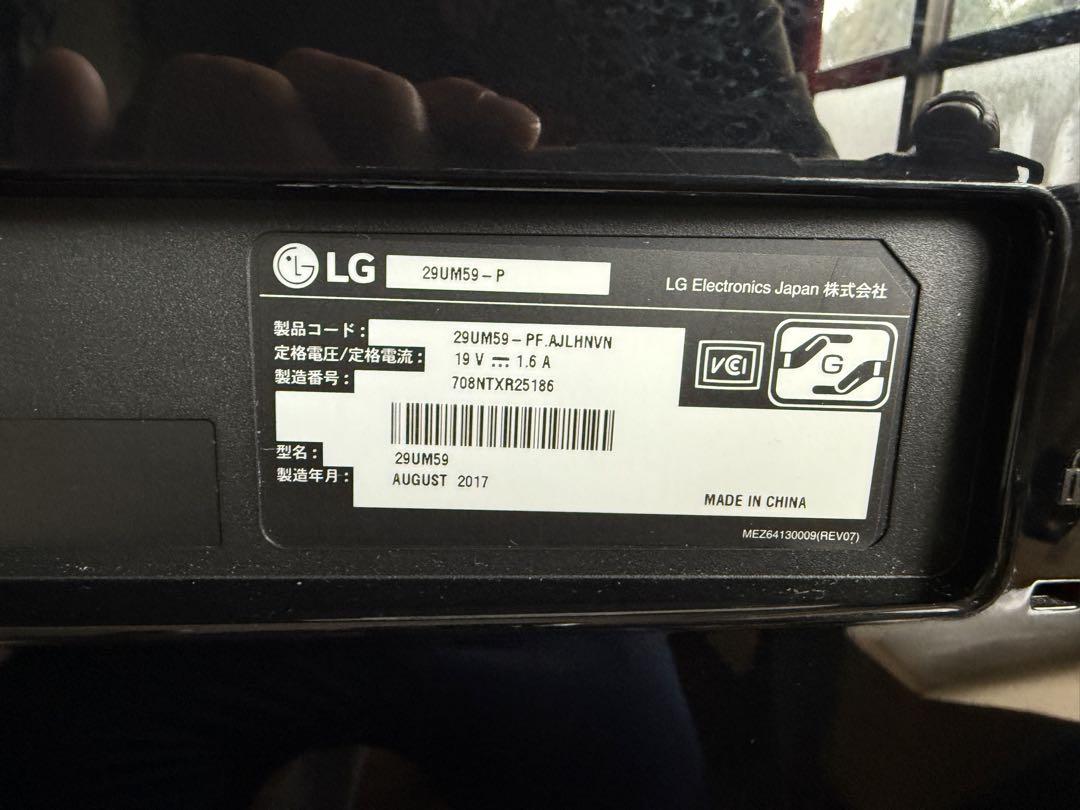 LG 29UM59-P
LG Electronics Japan 株式会社
製品コード: 29UM59-PF.AJLHNVN
定格電圧/定格電流: 19 V ⎓ 1.6 A
製造番号: 708NTXR25186
VCI G
型名: 29UM59
製造年月: AUGUST 2017
MADE IN CHINA
MEZ64130009(REV07)